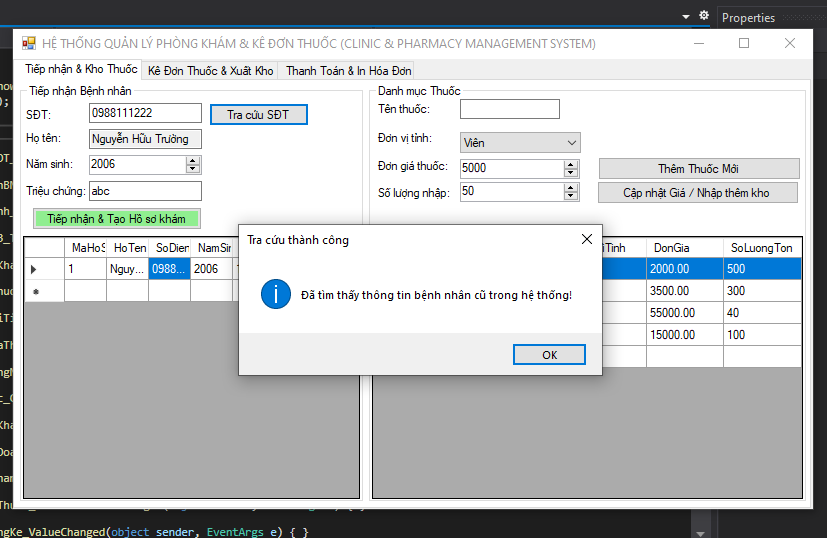 Properties
HỆ THỐNG QUẢN LÝ PHÒNG KHÁM & KÊ ĐƠN THUỐC (CLINIC & PHARMACY MANAGEMENT SYSTEM)
Tiếp nhận & Kho Thuốc
Kê Đơn Thuốc & Xuất Kho
Thanh Toán & In Hóa Đơn
Tiếp nhận Bệnh nhân
SĐT:
0988111222
Tra cứu SĐT
Họ tên:
Nguyễn Hữu Trường
Năm sinh:
2006
Triệu chứng:
abc
Tiếp nhận & Tạo Hồ sơ khám
MaHoS
HoTen
SoDien
NamSin
1
Nguy...
0988...
2006
Danh mục Thuốc
Tên thuốc:
Đơn vị tính:
Viên
Đơn giá thuốc:
5000
Thêm Thuốc Mới
Số lượng nhập:
50
Cập nhật Giá / Nhập thêm kho
iTinh
DonGia
SoLuongTon
2000.00
500
3500.00
300
55000.00
40
15000.00
100
Tra cứu thành công
Đã tìm thấy thông tin bệnh nhân cũ trong hệ thống!
OK
ngKe_ValueChanged(object sender, EventArgs e) { }